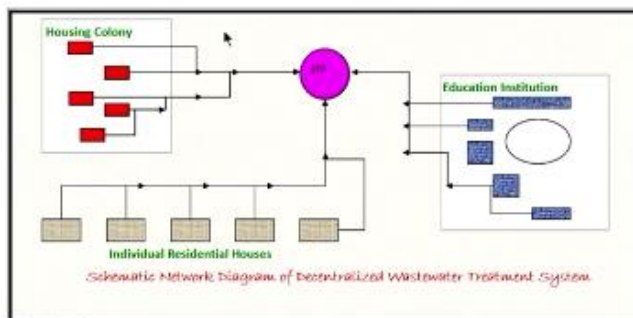 Housing Colony
Education Institution
Individual Residential Houses
Schematic Network Diagram of Decentralized Wastewater Treatment System